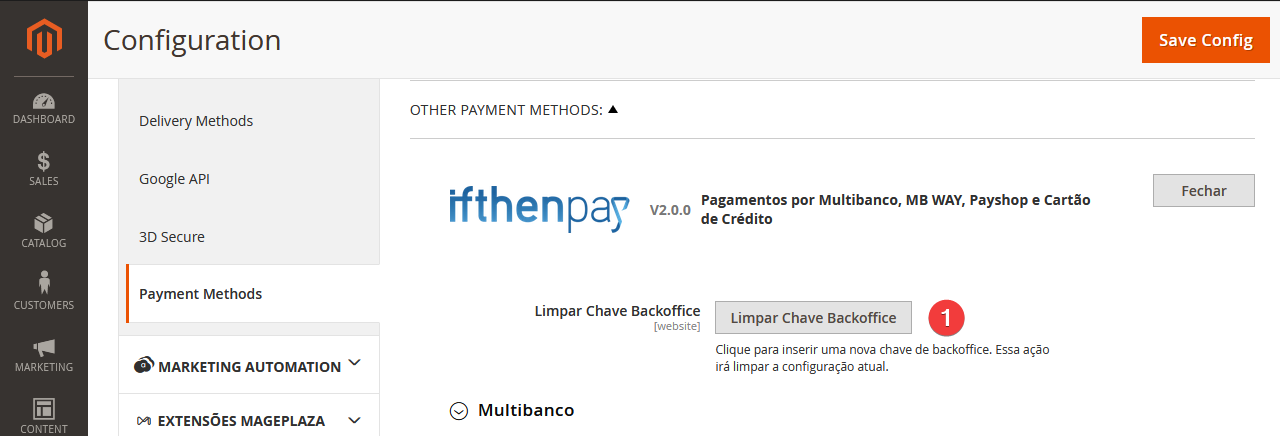 Configuration
Save Config
DASHBOARD
SALES
CATALOG
CUSTOMERS
MARKETING
CONTENT
Delivery Methods
Google API
3D Secure
Payment Methods
MARKETING AUTOMATION
EXTENSÕES MAGEPLAZA
OTHER PAYMENT METHODS:
ifthenpay V2.0.0
Pagamentos por Multibanco, MB WAY, Payshop e Cartão
de Crédito
Fechar
Limpar Chave Backoffice
[website]
Limpar Chave Backoffice
1
Clique para inserir uma nova chave de backoffice. Essa ação
irá limpar a configuração atual.
Multibanco